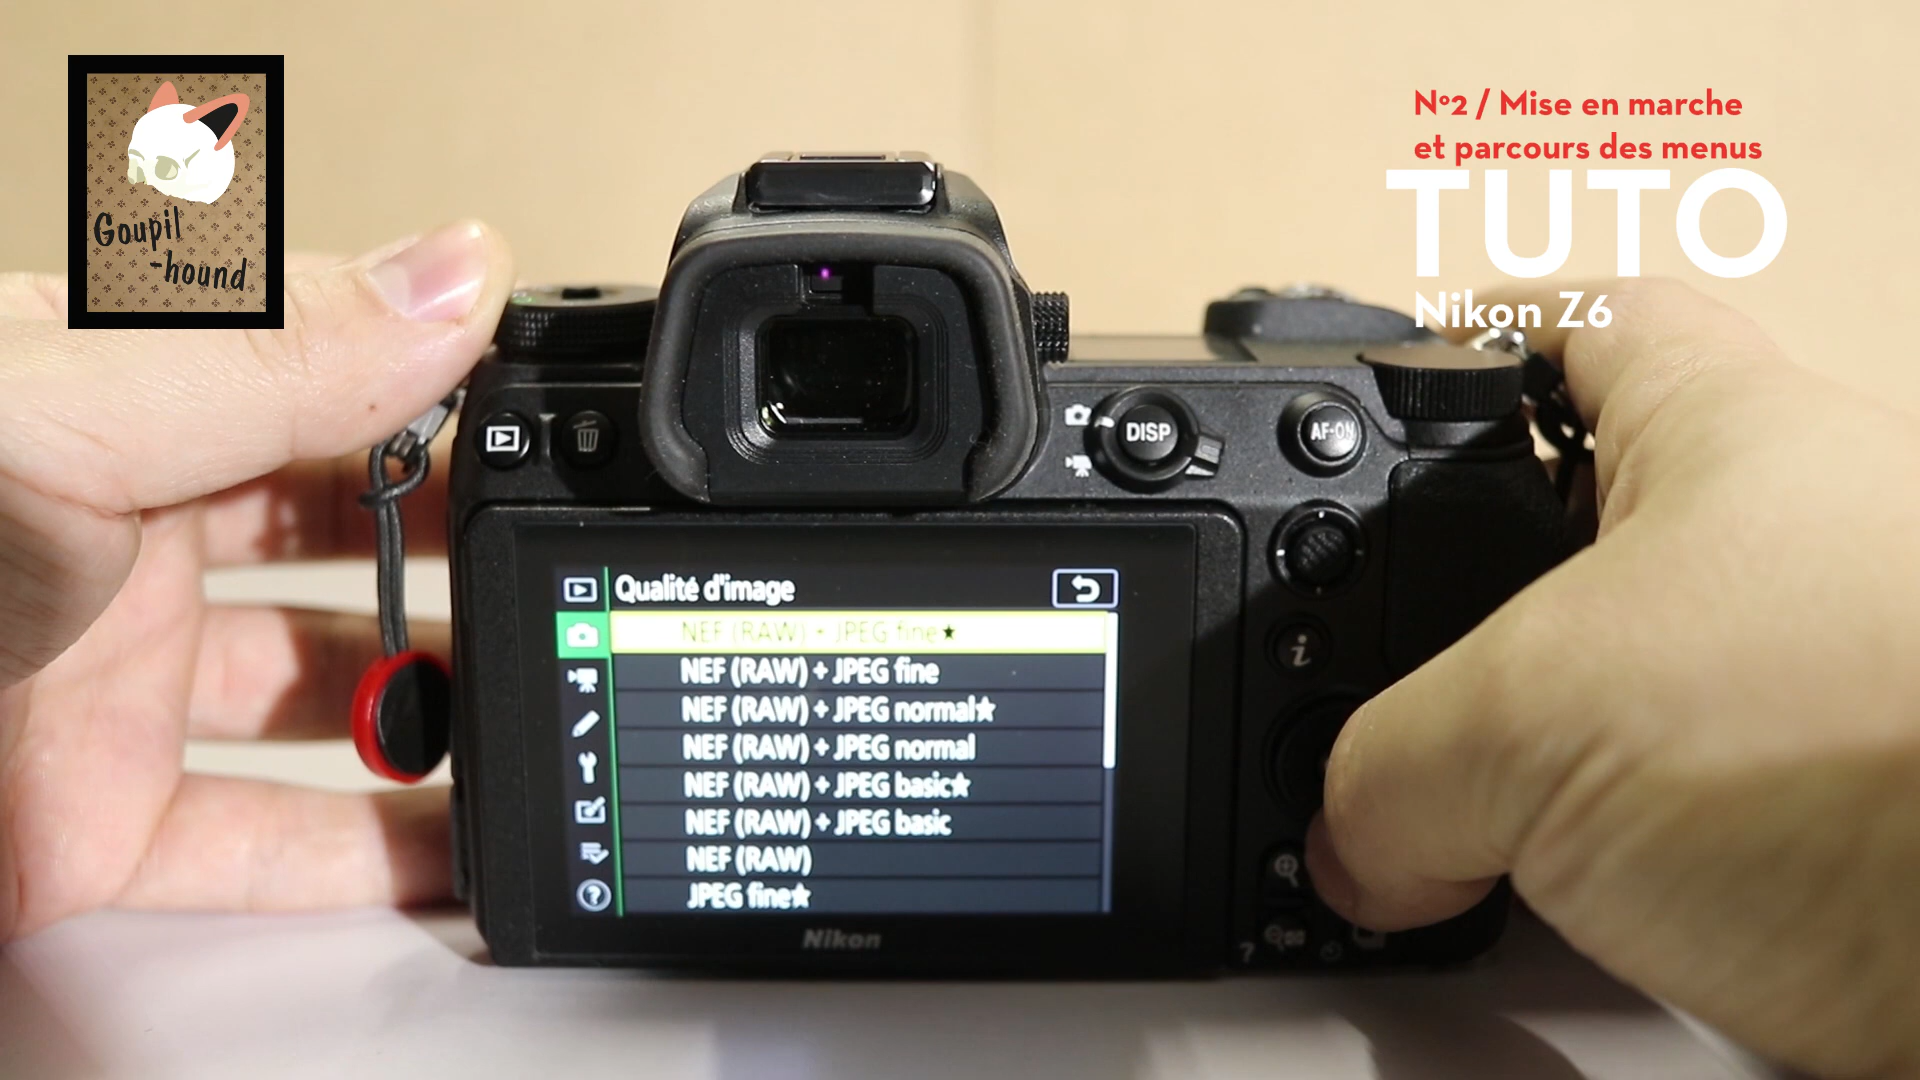 Goupil
-hound
N°2 / Mise en marche
et parcours des menus
TUTO
Nikon Z6
DISP
AF-ON
i
Qualité d'image
NEF (RAW) + JPEG fine★
NEF (RAW) + JPEG fine
NEF (RAW) + JPEG normal★
NEF (RAW) + JPEG normal
NEF (RAW) + JPEG basic★
NEF (RAW) + JPEG basic
NEF (RAW)
JPEG fine★
?
Nikon
?